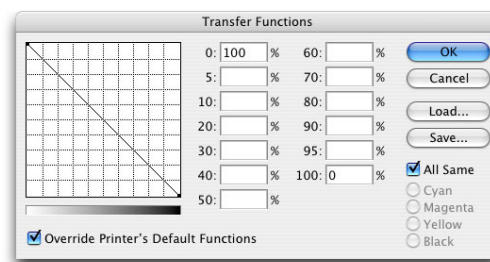 Transfer Functions
0: 100 %
5: %
10: %
20: %
30: %
40: %
50: %
60: %
70: %
80: %
90: %
95: %
100: 0 %
OK
Cancel
Load...
Save...
All Same
Cyan
Magenta
Yellow
Black
Override Printer's Default Functions